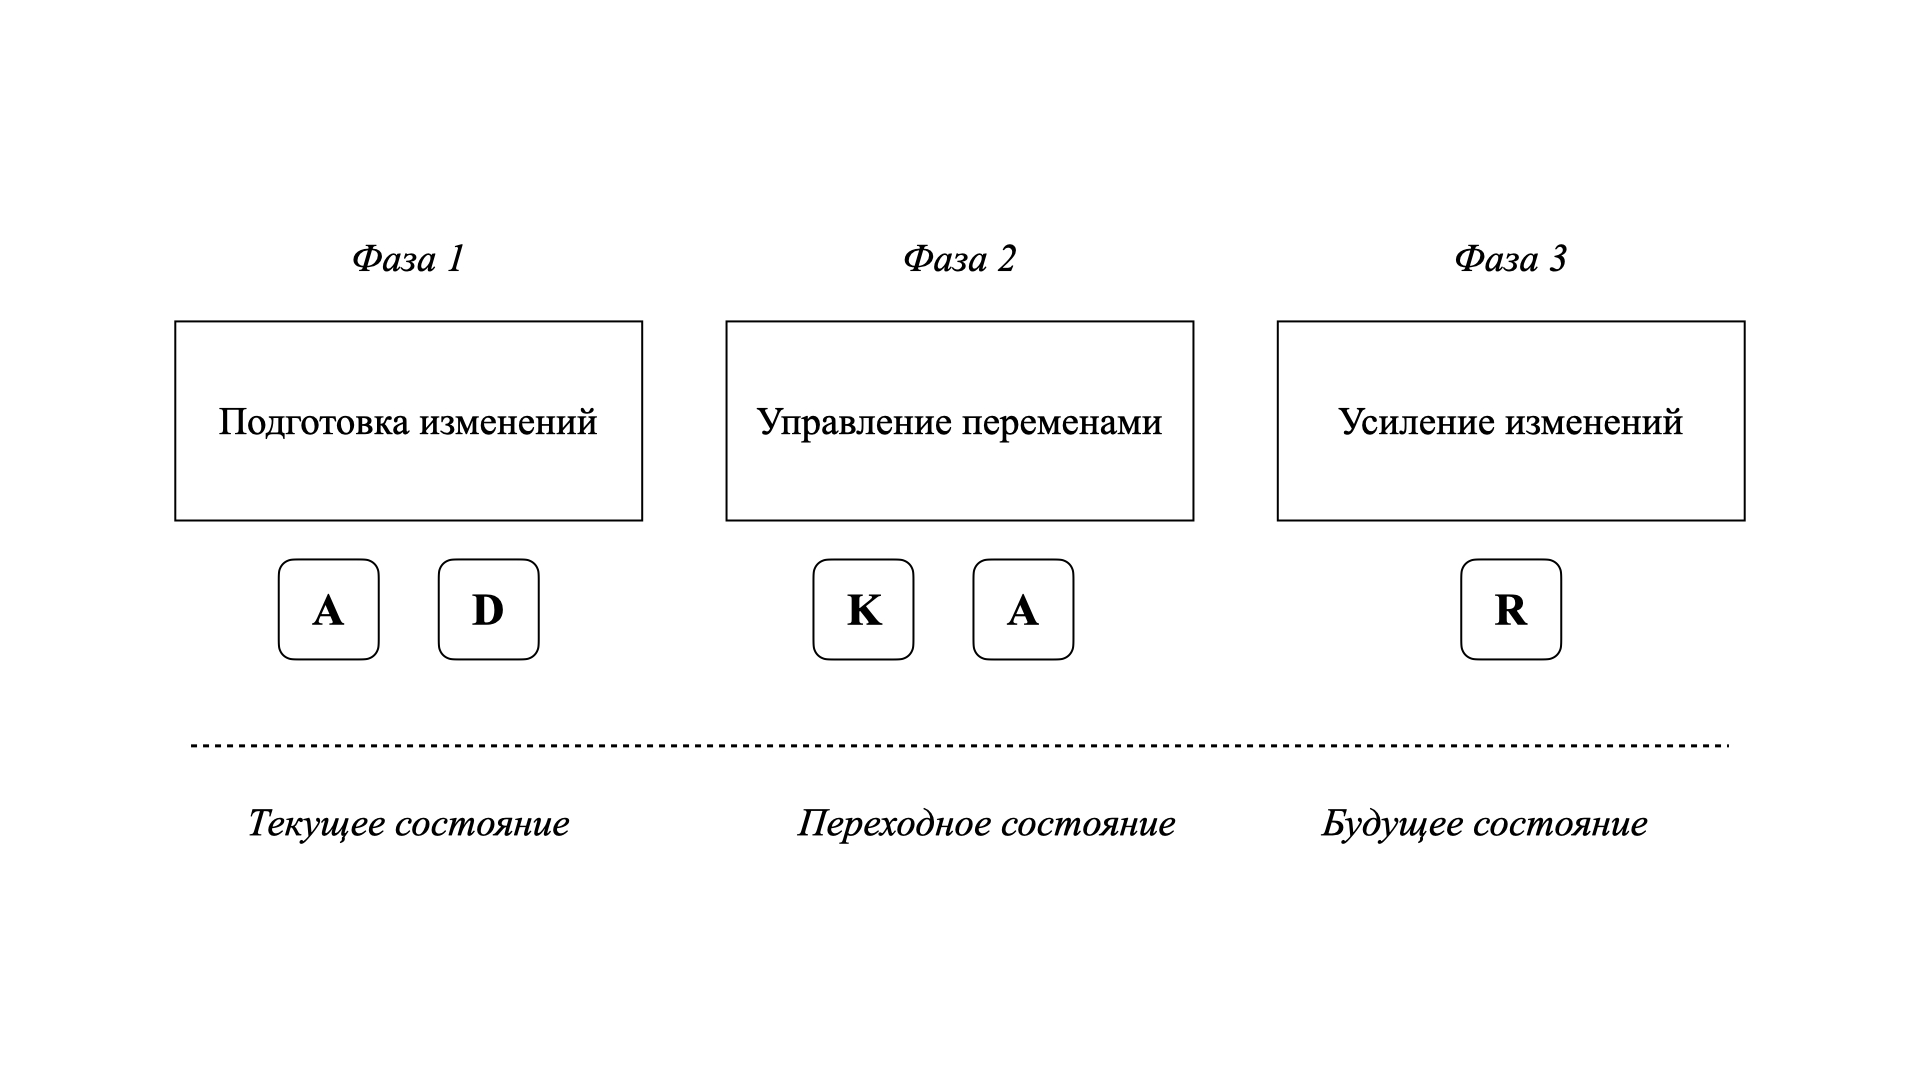 Фаза 1
Фаза 2
Фаза 3
Подготовка изменений
Управление переменами
Усиление изменений
A
D
K
A
R
Текущее состояние
Переходное состояние
Будущее состояние